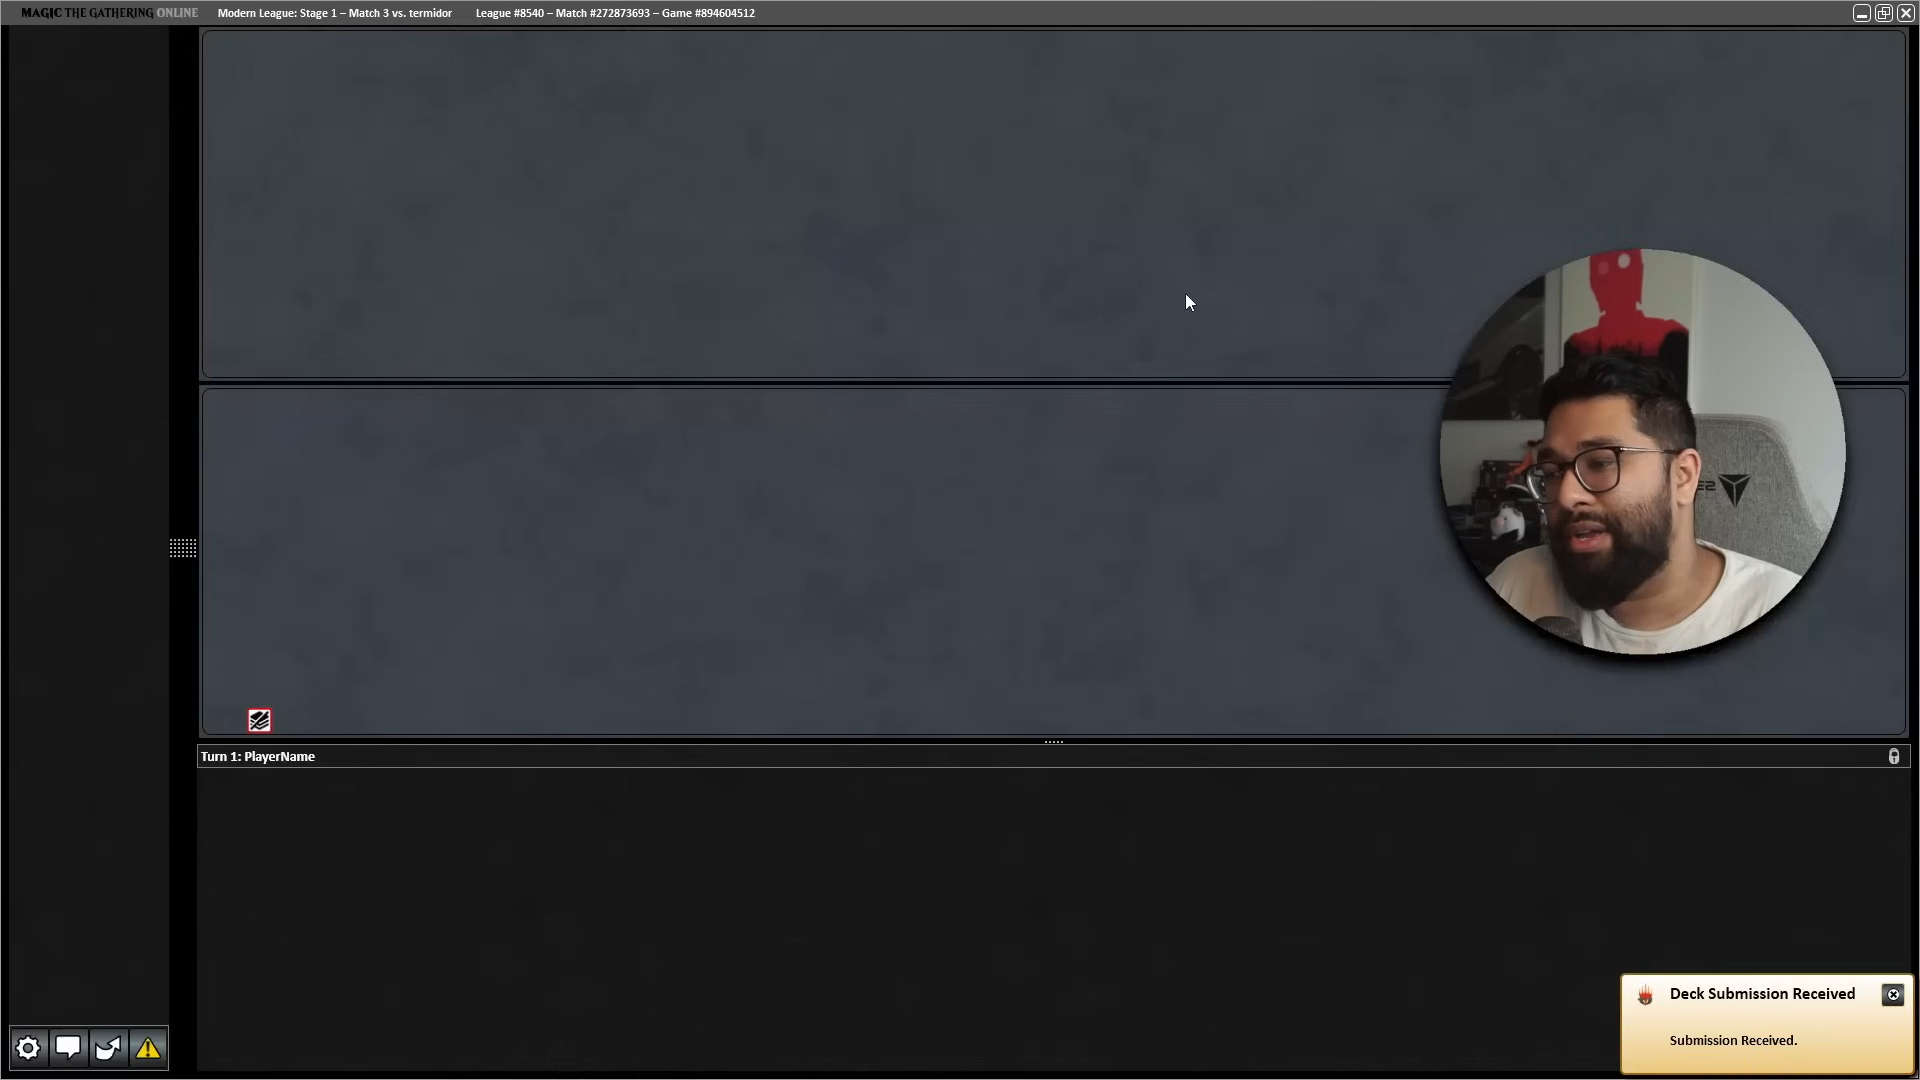 MAGIC THE GATHERING ONLINE
Modern League: Stage 1 – Match 3 vs. termidor
League #8540 – Match #272873693 – Game #894604512
Turn 1: PlayerName
Deck Submission Received
Submission Received.